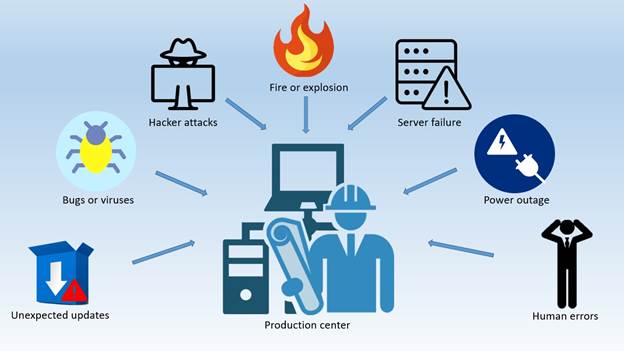 Fire or explosion
Hacker attacks
Server failure
Bugs or viruses
Power outage
Unexpected updates
Human errors
Production center